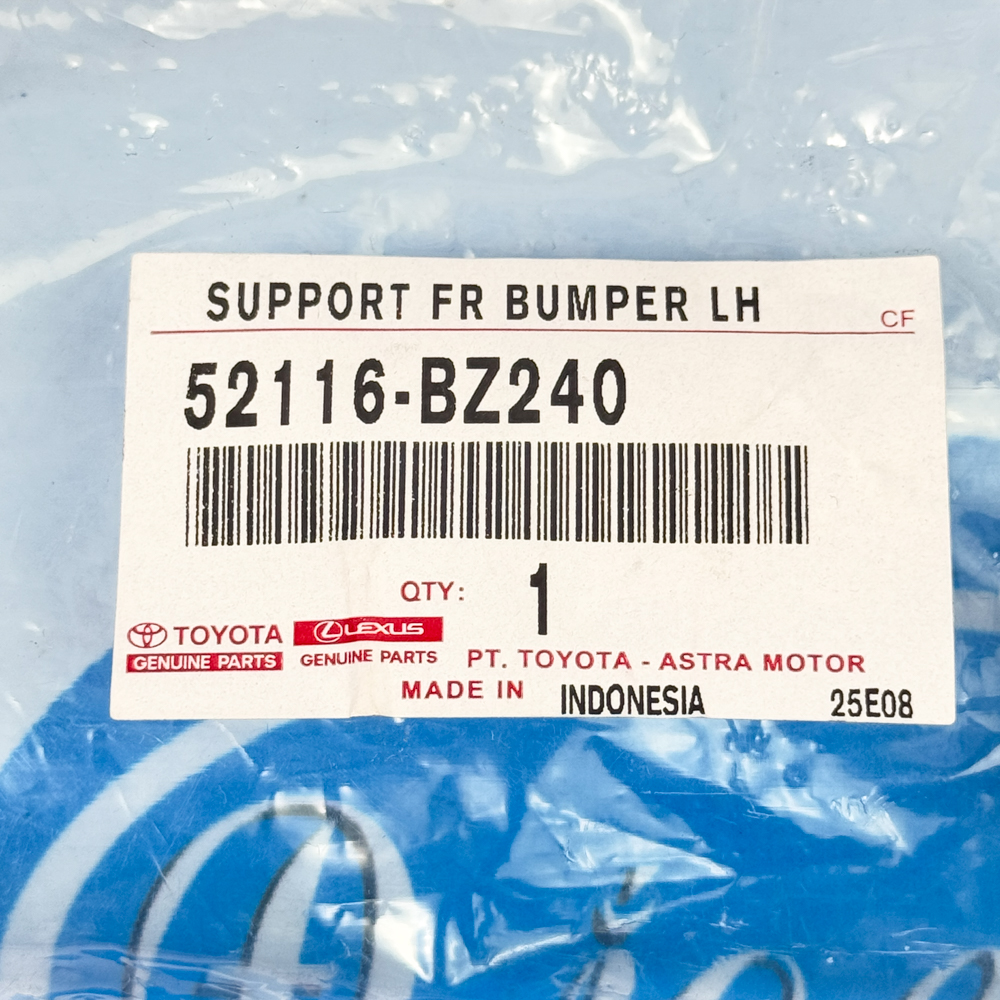 SUPPORT FR BUMPER LH
CF
52116-BZ240
QTY: 1
TOYOTA
GENUINE PARTS
LEXUS
GENUINE PARTS
PT. TOYOTA - ASTRA MOTOR
MADE IN INDONESIA
25E08